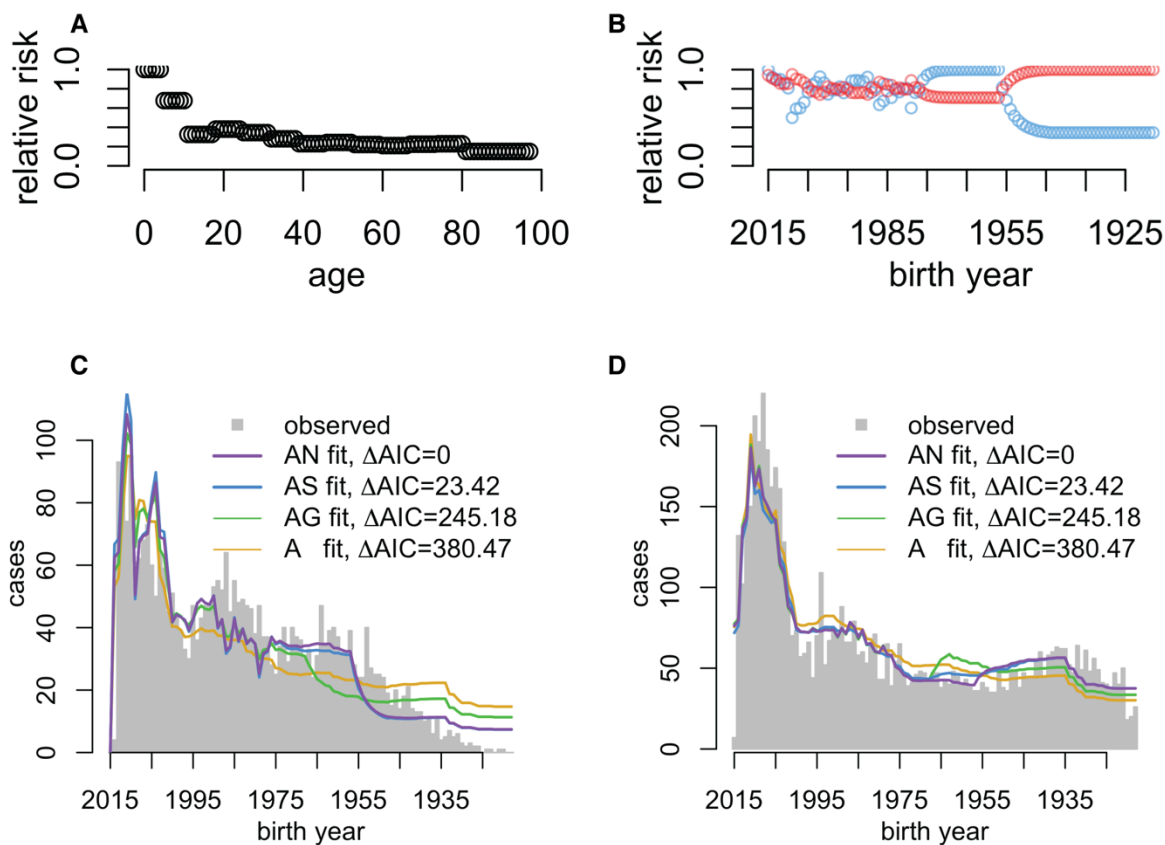 A
relative risk
1.0
0.0
0 20 40 60 80 100
age
B
relative risk
1.0
0.0
2015 1985 1955 1925
birth year
C
cases
100
80
60
40
20
0
observed
AN fit, ΔAIC=0
AS fit, ΔAIC=23.42
AG fit, ΔAIC=245.18
A fit, ΔAIC=380.47
2015 1995 1975 1955 1935
birth year
D
cases
200
150
100
50
0
observed
AN fit, ΔAIC=0
AS fit, ΔAIC=23.42
AG fit, ΔAIC=245.18
A fit, ΔAIC=380.47
2015 1995 1975 1955 1935
birth year